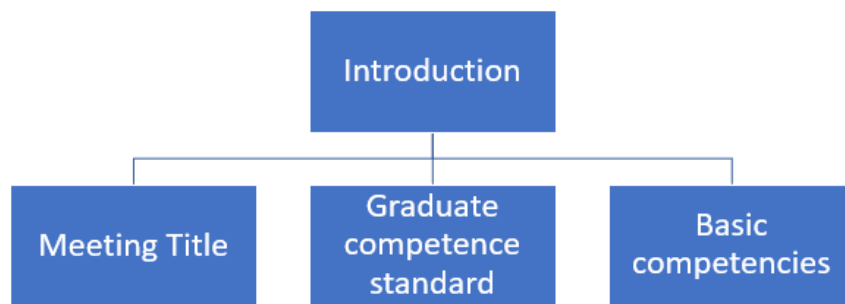 Introduction
Meeting Title
Graduate
competence
standard
Basic
competencies